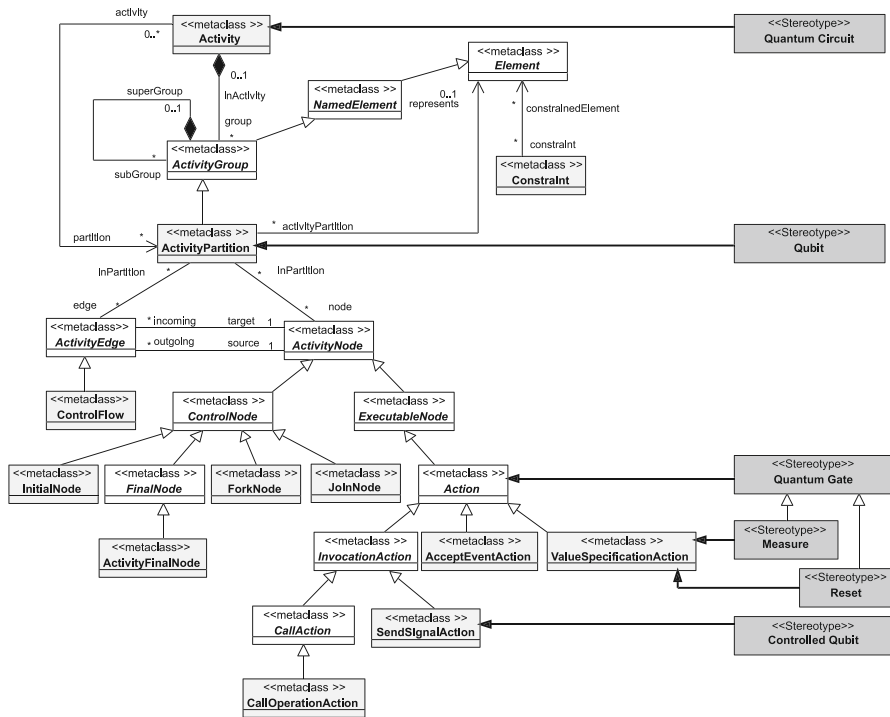 activIty
<<metaclass >>
Activity
<<Stereotype>>
Quantum Circuit
0..*
<<metaclass >>
Element
0..1
superGroup
InActivIty
<<metaclass >>
NamedElement
0..1
represents
*
constraInedElement
0..1
group
*
<<metaclass>>
ActivityGroup
*
constraInt
*
subGroup
<<metaclass >>
ConstraInt
*
actIvItyPartItIon
partItIon
*
<<metaclass >>
ActivityPartition
<<Stereotype>>
Qubit
InPartItIon
*
*
InPartItIon
edge
*
*
node
<<metaclass>>
ActivityEdge
*
incoming
target
1
*
outgoIng
source
1
<<metaclass >>
ActivityNode
<<metaclass >>
ControlFlow
<<metaclass >>
ControlNode
<<metaclass >>
ExecutableNode
<<metaclass>>
InitialNode
<<metaclass>>
FinalNode
<<metaclass>>
ForkNode
<<metaclass>>
JoInNode
<<metaclass >>
Action
<<Stereotype>>
Quantum Gate
<<metaclass>>
ActivityFinalNode
<<metaclass >>
InvocationAction
<<metaclass >>
AcceptEventAction
<<metaclass >>
ValueSpecificationAction
<<Stereotype>>
Measure
<<Stereotype>>
Reset
<<metaclass >>
CallAction
<<metaclass >>
SendSIgnalActIon
<<Stereotype>>
Controlled Qubit
<<metaclass >>
CallOperationAction